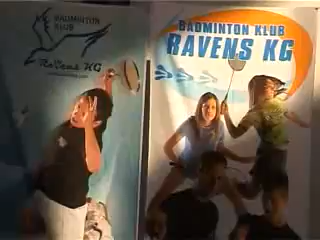 BADMINTON
KLUB
RaVens KG
BADMINTON KLUB
RAVENS KG